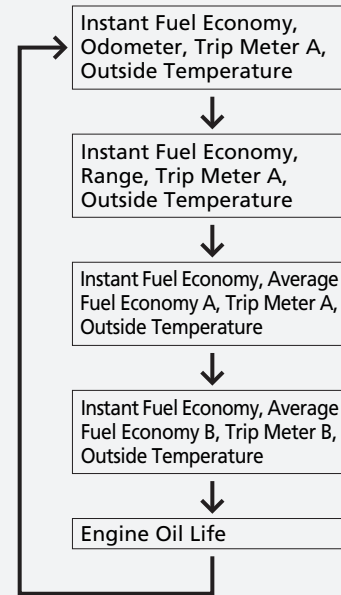 Instant Fuel Economy,
Odometer, Trip Meter A,
Outside Temperature
Instant Fuel Economy,
Range, Trip Meter A,
Outside Temperature
Instant Fuel Economy, Average
Fuel Economy A, Trip Meter A,
Outside Temperature
Instant Fuel Economy, Average
Fuel Economy B, Trip Meter B,
Outside Temperature
Engine Oil Life